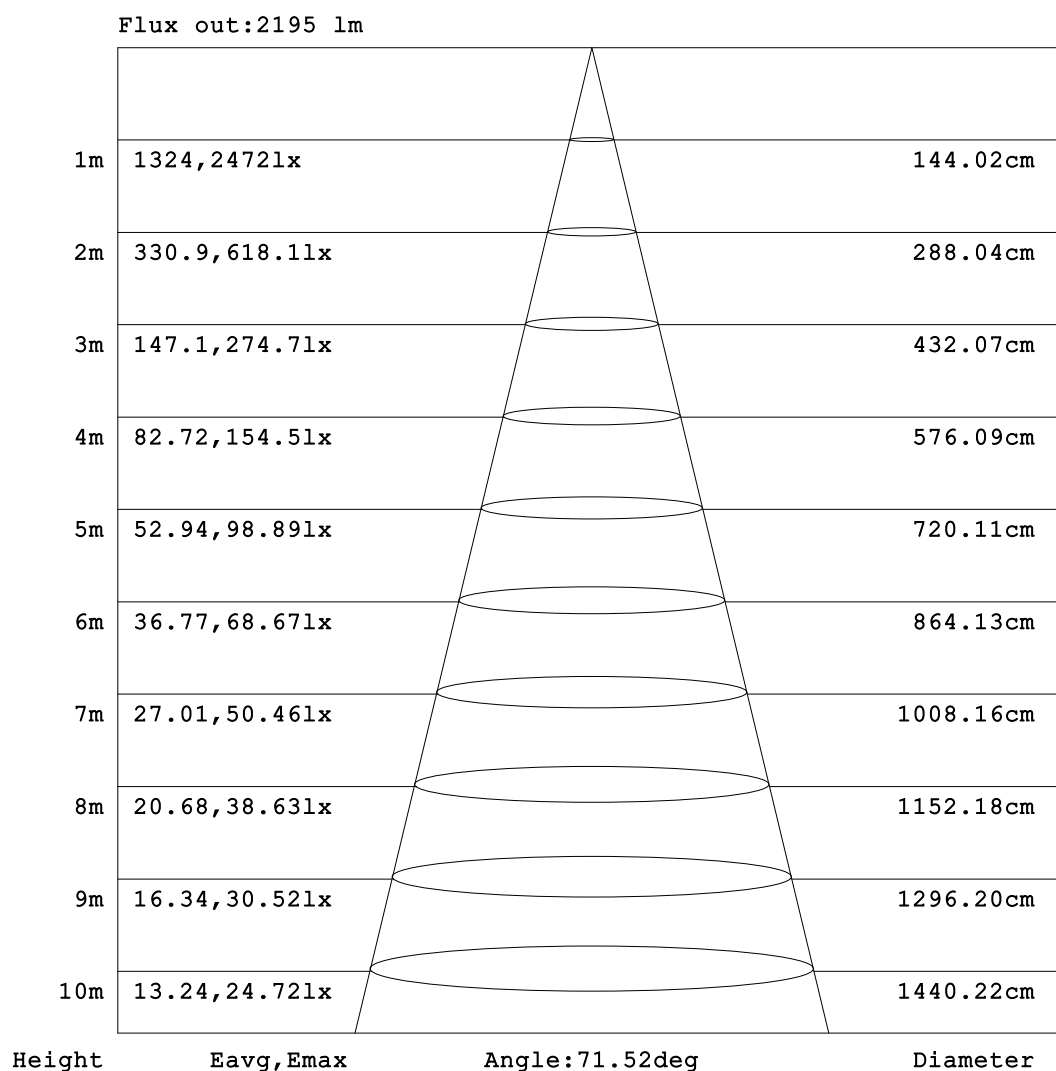 Flux out:2195 lm
1m 1324,2472lx 144.02cm
2m 330.9,618.1lx 288.04cm
3m 147.1,274.7lx 432.07cm
4m 82.72,154.5lx 576.09cm
5m 52.94,98.89lx 720.11cm
6m 36.77,68.67lx 864.13cm
7m 27.01,50.46lx 1008.16cm
8m 20.68,38.63lx 1152.18cm
9m 16.34,30.52lx 1296.20cm
10m 13.24,24.72lx 1440.22cm
Height Eavg,Emax Angle:71.52deg Diameter